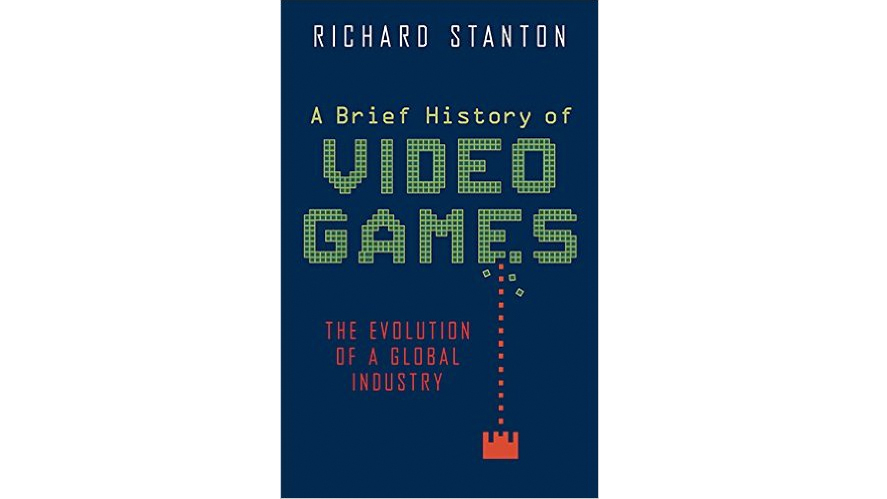 RICHARD STANTON
A Brief History of
VIDEO
GAMES
THE EVOLUTION
OF A GLOBAL
INDUSTRY